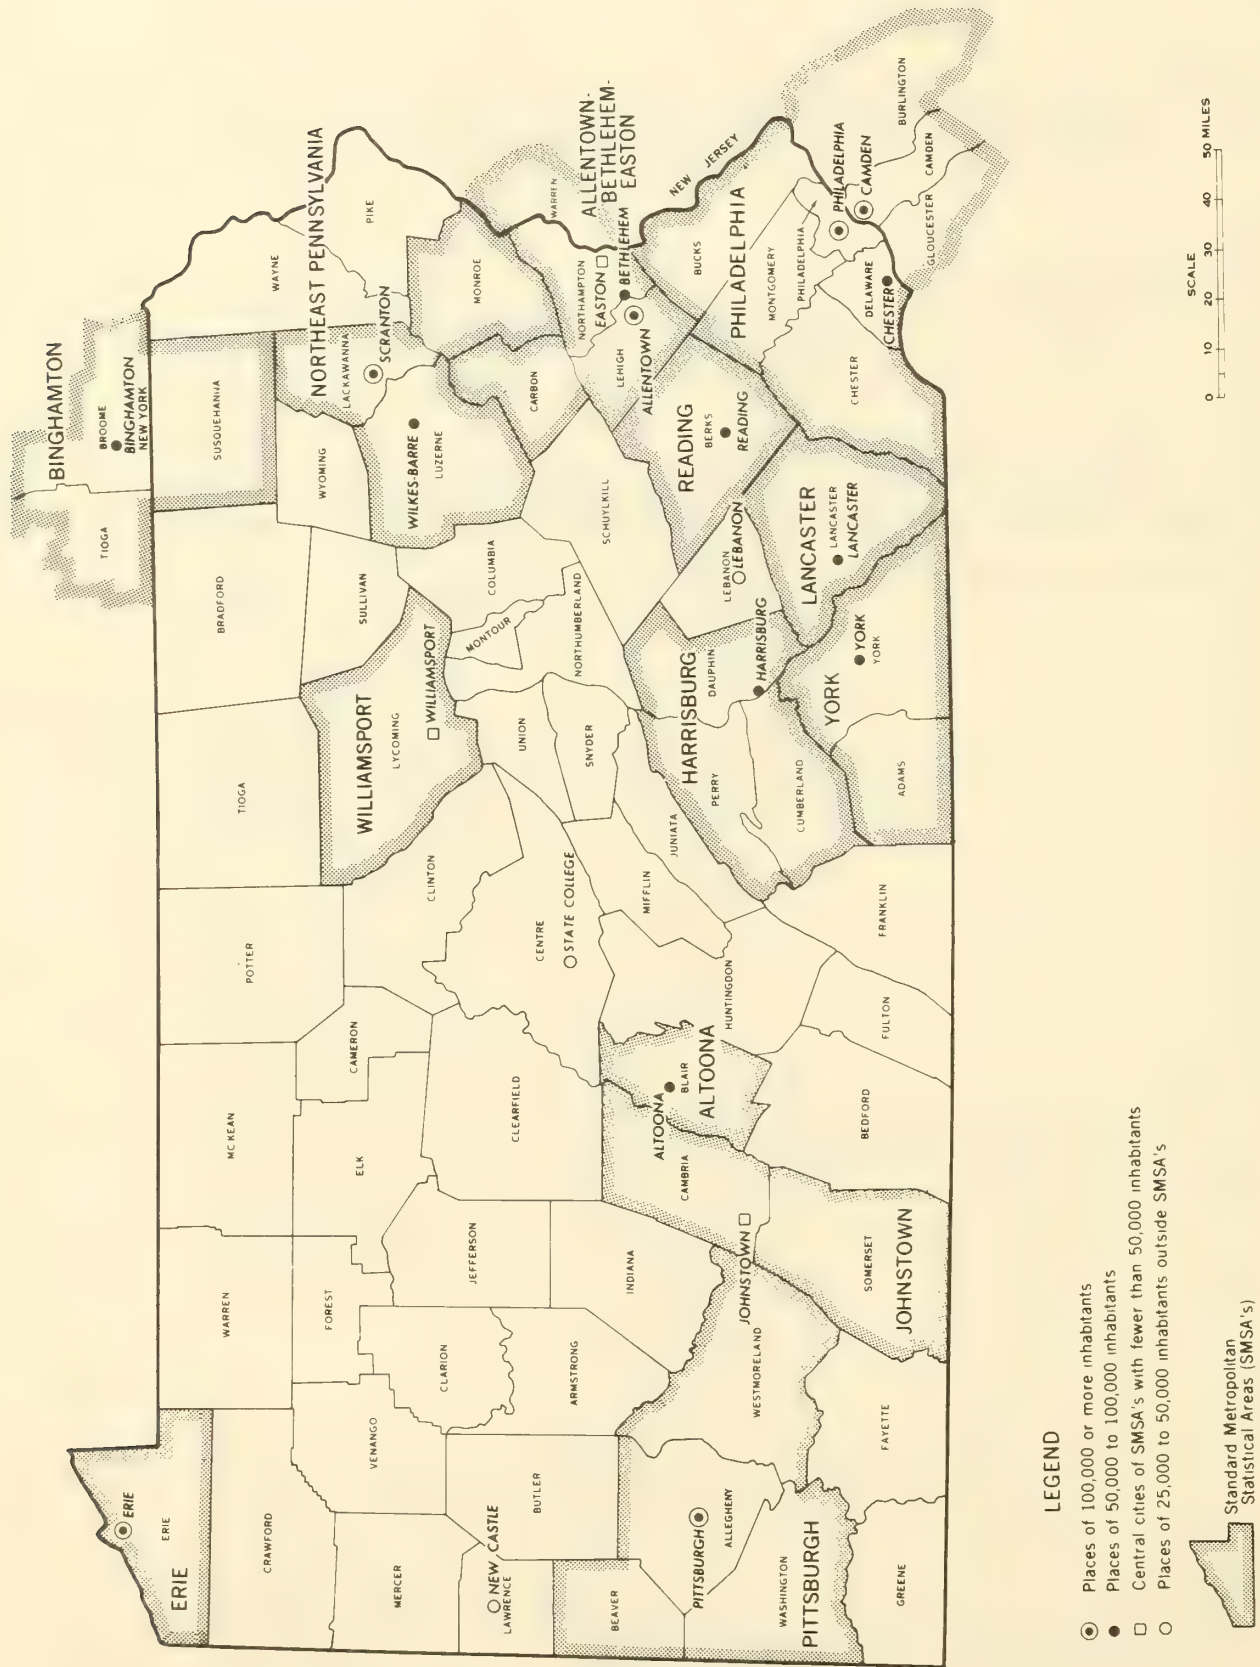 BINGHAMTON
BROOME
BINGHAMTON
NEW YORK
TIOGA
ERIE
ERIE
ERIE
CRAWFORD
WARREN
MC KEAN
POTTER
TIOGA
BRADFORD
SUSQUEHANNA
WAYNE
NORTHEAST PENNSYLVANIA
PIKE
LACKAWANNA
SCRANTON
WYOMING
SULLIVAN
WILLIAMSPORT
LYCOMING
WILLIAMSPORT
WILKES-BARRE
LUZERNE
MONROE
CARBON
WARREN
ALLENTOWN-
BETHLEHEM-
EASTON
NORTHAMPTON
EASTON
BETHLEHEM
LEHIGH
ALLENTOWN
NEW JERSEY
MERCER
VENANGO
FOREST
ELK
CAMERON
CLINTON
CLARION
JEFFERSON
CLEARFIELD
CENTRE
STATE COLLEGE
UNION
SNYDER
MONTOUR
COLUMBIA
NORTHUMBERLAND
SCHUYLKILL
NEW CASTLE
LAWRENCE
BUTLER
ARMSTRONG
INDIANA
BEAVER
PITTSBURGH
ALLEGHENY
WASHINGTON
PITTSBURGH
WESTMORELAND
JOHNSTOWN
CAMBRIA
ALTOONA
BLAIR
ALTOONA
HUNTINGDON
MIFFLIN
JUNIATA
PERRY
HARRISBURG
DAUPHIN
HARRISBURG
CUMBERLAND
LEBANON
LEBANON
READING
BERKS
READING
LANCASTER
LANCASTER
LANCASTER
YORK
YORK
YORK
ADAMS
FRANKLIN
FULTON
BEDFORD
SOMERSET
JOHNSTOWN
FAYETTE
GREENE
PHILADELPHIA
BUCKS
MONTGOMERY
PHILADELPHIA
PHILADELPHIA
CAMDEN
DELAWARE
CHESTER
CHESTER
GLOUCESTER
CAMDEN
BURLINGTON
LEGEND
Places of 100,000 or more inhabitants
Places of 50,000 to 100,000 inhabitants
Central cities of SMSA's with fewer than 50,000 inhabitants
Places of 25,000 to 50,000 inhabitants outside SMSA's
Standard Metropolitan
Statistical Areas (SMSA's)
SCALE
0 10 20 30 40 50 MILES